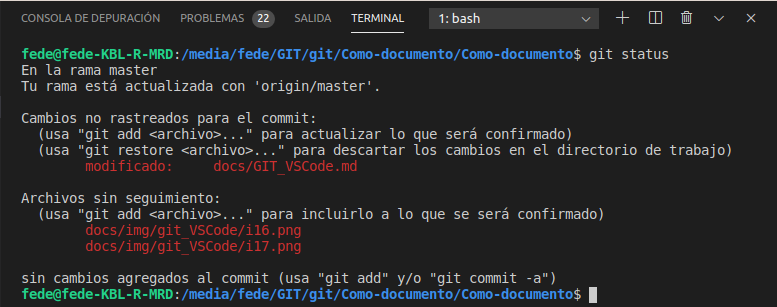 CONSOLA DE DEPURACIÓN PROBLEMAS 22 SALIDA TERMINAL 1: bash
fede@fede-KBL-R-MRD:/media/fede/GIT/git/Como-documento/Como-documento$ git status
En la rama master
Tu rama está actualizada con 'origin/master'.
Cambios no rastreados para el commit:
(usa "git add <archivo>..." para actualizar lo que será confirmado)
(usa "git restore <archivo>..." para descartar los cambios en el directorio de trabajo)
modificado: docs/GIT_VSCode.md
Archivos sin seguimiento:
(usa "git add <archivo>..." para incluirlo a lo que se será confirmado)
docs/img/git_VSCode/i16.png
docs/img/git_VSCode/i17.png
sin cambios agregados al commit (usa "git add" y/o "git commit -a")
fede@fede-KBL-R-MRD:/media/fede/GIT/git/Como-documento/Como-documento$